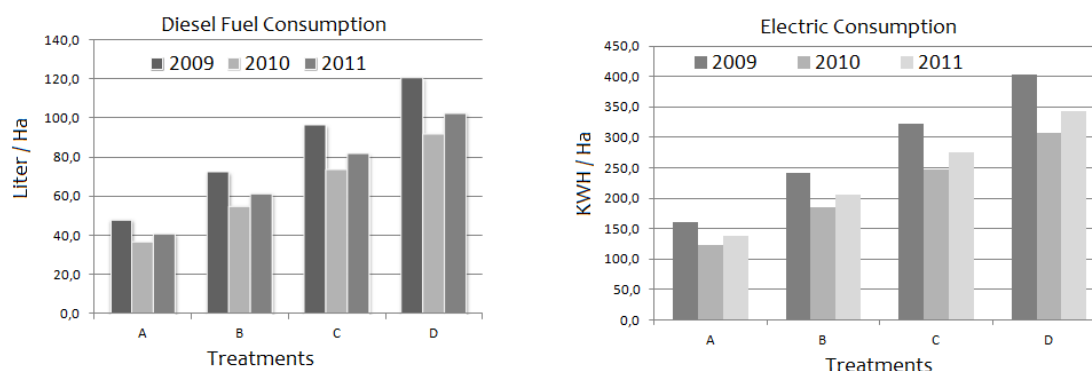 Diesel Fuel Consumption
140,0
120,0
100,0
80,0
60,0
40,0
20,0
0,0
Liter / Ha
2009 2010 2011
A B C D
Treatments
Electric Consumption
450,0
400,0
350,0
300,0
250,0
200,0
150,0
100,0
50,0
0,0
KWH / Ha
2009 2010 2011
A B C D
Treatments